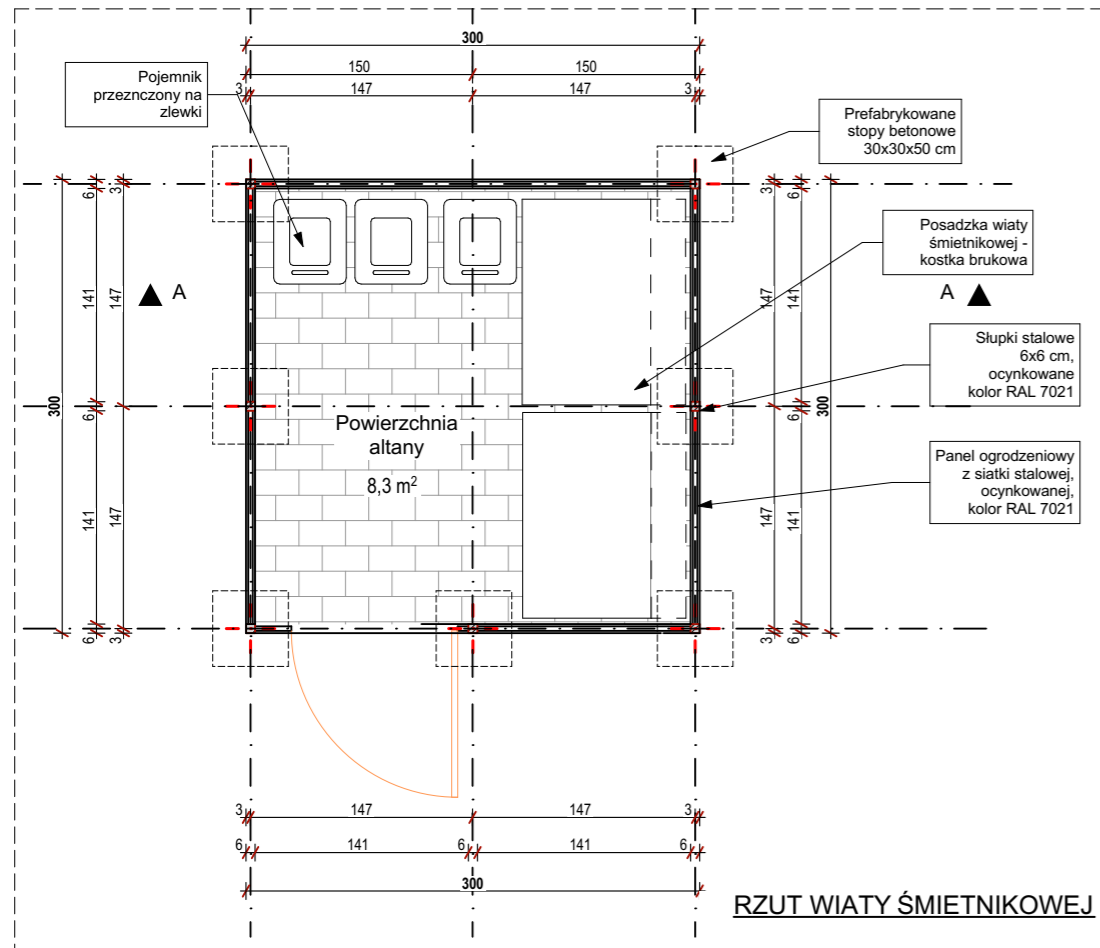 300
150
150
3
147
147
3
Pojemnik
przeznczony na
zlewki
Prefabrykowane
stopy betonowe
30x30x50 cm
Posadzka wiaty
śmietnikowej -
kostka brukowa
Słupki stalowe
6x6 cm,
ocynkowane
kolor RAL 7021
Panel ogrodzeniowy
z siatki stalowej,
ocynkowanej,
kolor RAL 7021
A
A
300
6
141
6
141
6
3
147
147
3
Powierzchnia
altany
8,3 m²
3
147
147
3
6
141
6
141
6
300
3
147
147
3
6
141
6
141
6
300
RZUT WIATY ŚMIETNIKOWEJ